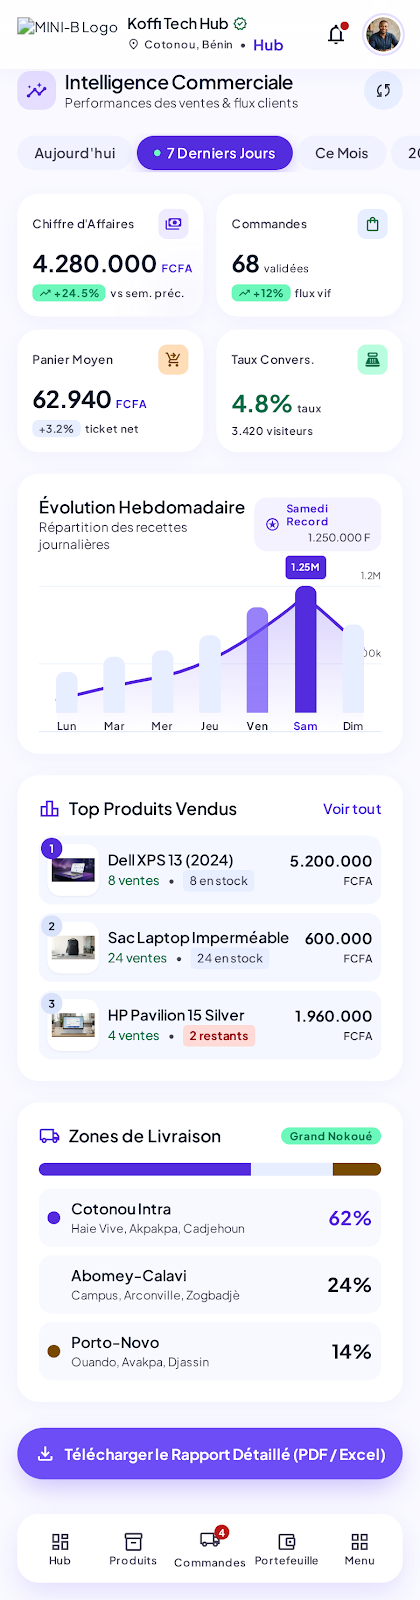 MINI-B Logo
Koffi Tech Hub
Cotonou, Bénin • Hub
Intelligence Commerciale
Performances des ventes & flux clients
Aujourd'hui
7 Derniers Jours
Ce Mois
20
Chiffre d'Affaires
4.280.000 FCFA
+24.5% vs sem. préc.
Commandes
68 validées
+12% flux vif
Panier Moyen
62.940 FCFA
+3.2% ticket net
Taux Convers.
4.8% taux
3.420 visiteurs
Évolution Hebdomadaire
Répartition des recettes
journalières
Samedi
Record
1.250.000 F
1.25M
1.2M
00k
Lun Mar Mer Jeu Ven Sam Dim
Top Produits Vendus
Voir tout
1
Dell XPS 13 (2024)
8 ventes • 8 en stock
5.200.000
FCFA
2
Sac Laptop Imperméable
24 ventes • 24 en stock
600.000
FCFA
3
HP Pavilion 15 Silver
4 ventes • 2 restants
1.960.000
FCFA
Zones de Livraison
Grand Nokoué
Cotonou Intra
Haie Vive, Akpakpa, Cadjehoun
62%
Abomey-Calavi
Campus, Arconville, Zogbadjè
24%
Porto-Novo
Ouando, Avakpa, Djassin
14%
Télécharger le Rapport Détaillé (PDF / Excel)
4
Hub Produits Commandes Portefeuille Menu